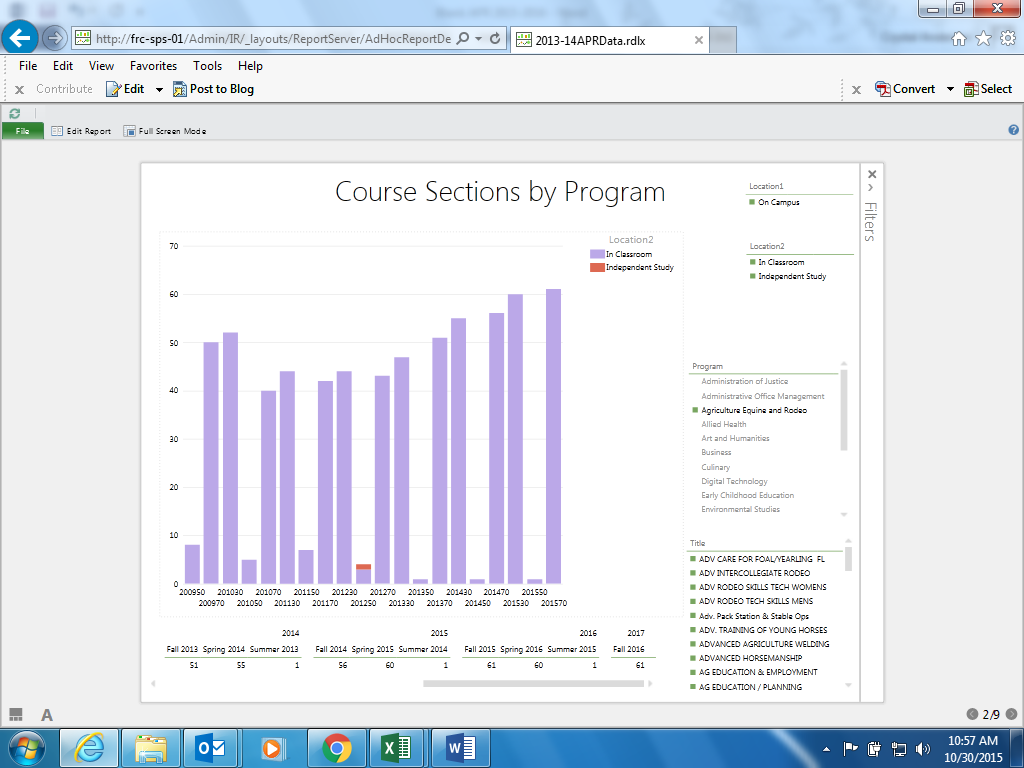 http://frc-sps-01/Admin/IR/_layouts/ReportServer/AdHocReportDe
2013-14APRData.rdlx
File Edit View Favorites Tools Help
Contribute Edit Post to Blog Convert Select
File Edit Report Full Screen Mode
Course Sections by Program
Location1
On Campus
Filters
Location2
In Classroom
Independent Study
Location2
In Classroom
Independent Study
70
60
50
40
30
20
10
0
200950 201030 201070 201150 201230 201270 201350 201430 201470 201550
200970 201050 201130 201170 201250 201330 201370 201450 201530 201570
2014 2015 2016 2017
Fall 2013 Spring 2014 Summer 2013 Fall 2014 Spring 2015 Summer 2014 Fall 2015 Spring 2016 Summer 2015 Fall 2016
51 55 1 56 60 1 61 60 1 61
Program
Administration of Justice
Administrative Office Management
Agriculture Equine and Rodeo
Allied Health
Art and Humanities
Business
Culinary
Digital Technology
Early Childhood Education
Environmental Studies
Title
ADV CARE FOR FOAL/YEARLING FL
ADV INTERCOLLEGIATE RODEO
ADV RODEO SKILLS TECH WOMENS
ADV RODEO TECH SKILLS MENS
Adv. Pack Station & Stable Ops
ADV. TRAINING OF YOUNG HORSES
ADVANCED AGRICULTURE WELDING
ADVANCED HORSEMANSHIP
AG EDUCATION & EMPLOYMENT
AG EDUCATION / PLANNING
A
2/9
10:57 AM
10/30/2015